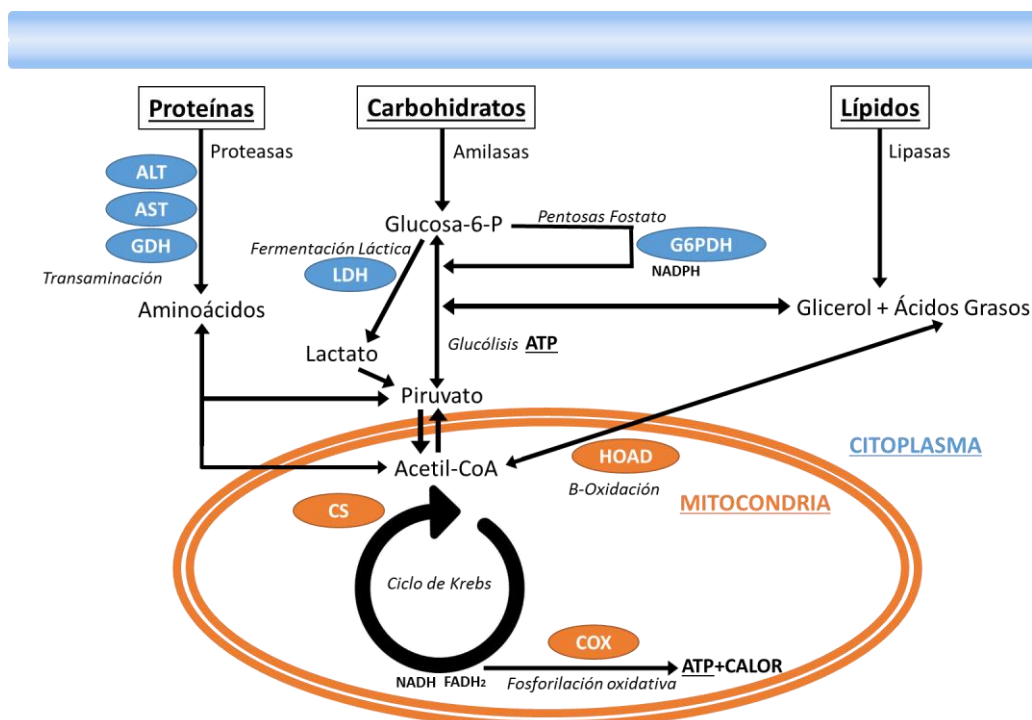 Proteínas
Carbohidratos
Lípidos
Proteasas
Amilasas
Lipasas
ALT
AST
GDH
Transaminación
Aminoácidos
Glucosa-6-P
Pentosas Fostato
G6PDH
NADPH
Fermentación Láctica
LDH
Glicerol + Ácidos Grasos
Lactato
Glucólisis ATP
Piruvato
CITOPLASMA
Acetil-CoA
HOAD
B-Oxidación
MITOCONDRIA
CS
Ciclo de Krebs
COX
NADH FADH₂
ATP+CALOR
Fosforilación oxidativa